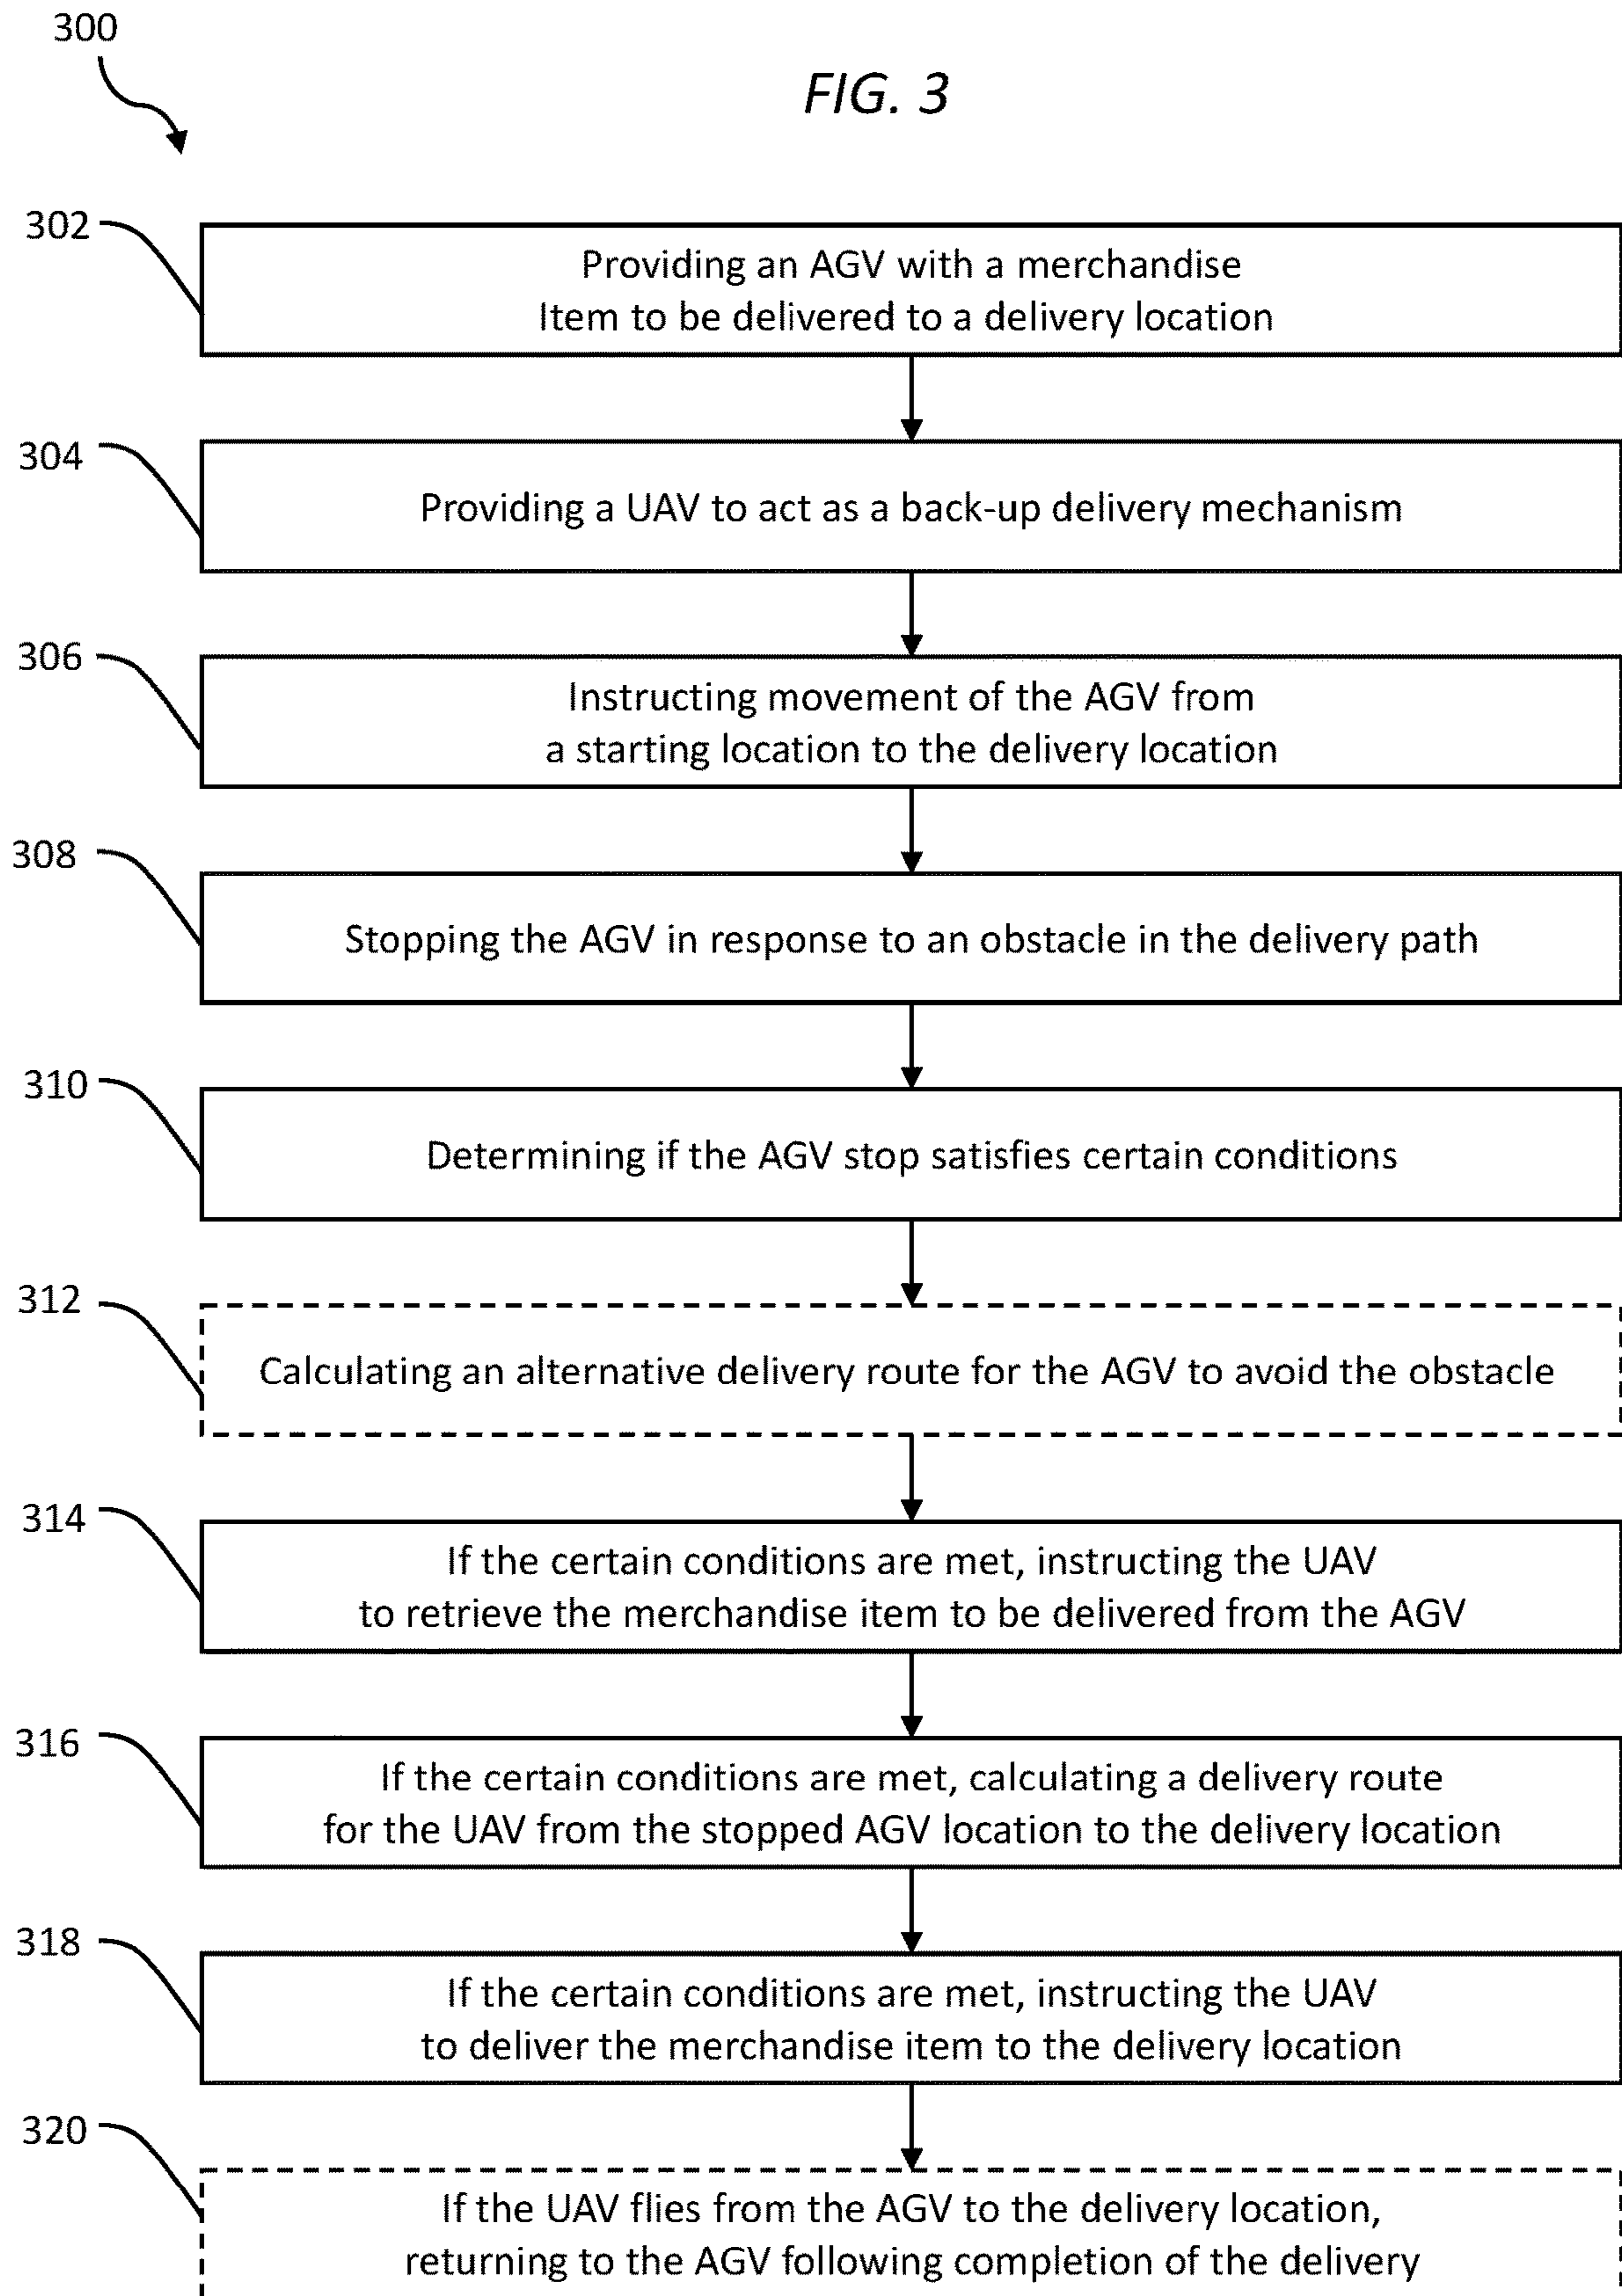 300
FIG. 3
302
Providing an AGV with a merchandise
Item to be delivered to a delivery location
304
Providing a UAV to act as a back-up delivery mechanism
306
Instructing movement of the AGV from
a starting location to the delivery location
308
Stopping the AGV in response to an obstacle in the delivery path
310
Determining if the AGV stop satisfies certain conditions
312
Calculating an alternative delivery route for the AGV to avoid the obstacle
314
If the certain conditions are met, instructing the UAV
to retrieve the merchandise item to be delivered from the AGV
316
If the certain conditions are met, calculating a delivery route
for the UAV from the stopped AGV location to the delivery location
318
If the certain conditions are met, instructing the UAV
to deliver the merchandise item to the delivery location
320
If the UAV flies from the AGV to the delivery location,
returning to the AGV following completion of the delivery